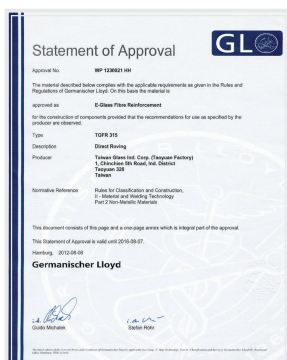 GL
Statement of Approval
Approval No. WP 1230021 HH
The material described below complies with the applicable requirements as given in the Rules and
Regulations of Germanischer Lloyd. On this basis the material is
approved as E-Glass Fibre Reinforcement
for the construction of components provided that the recommendations for use as specified by the
producer are observed.
Type TGFR 315
Description Direct Roving
Producer Taiwan Glass Ind. Corp. (Taoyuan Factory)
1, Chinchien 5th Road, Ind. District
Taoyuan 328
Taiwan
Normative Reference Rules for Classification and Construction,
II - Material and Welding Technology
Part 2 Non-Metallic Materials
This document consists of this page and a one-page annex which is integral part of the approval.
This Statement of Approval is valid until 2016-08-07.
Hamburg, 2012-08-08
Germanischer Lloyd
Guido Michalek Stefan Röhr